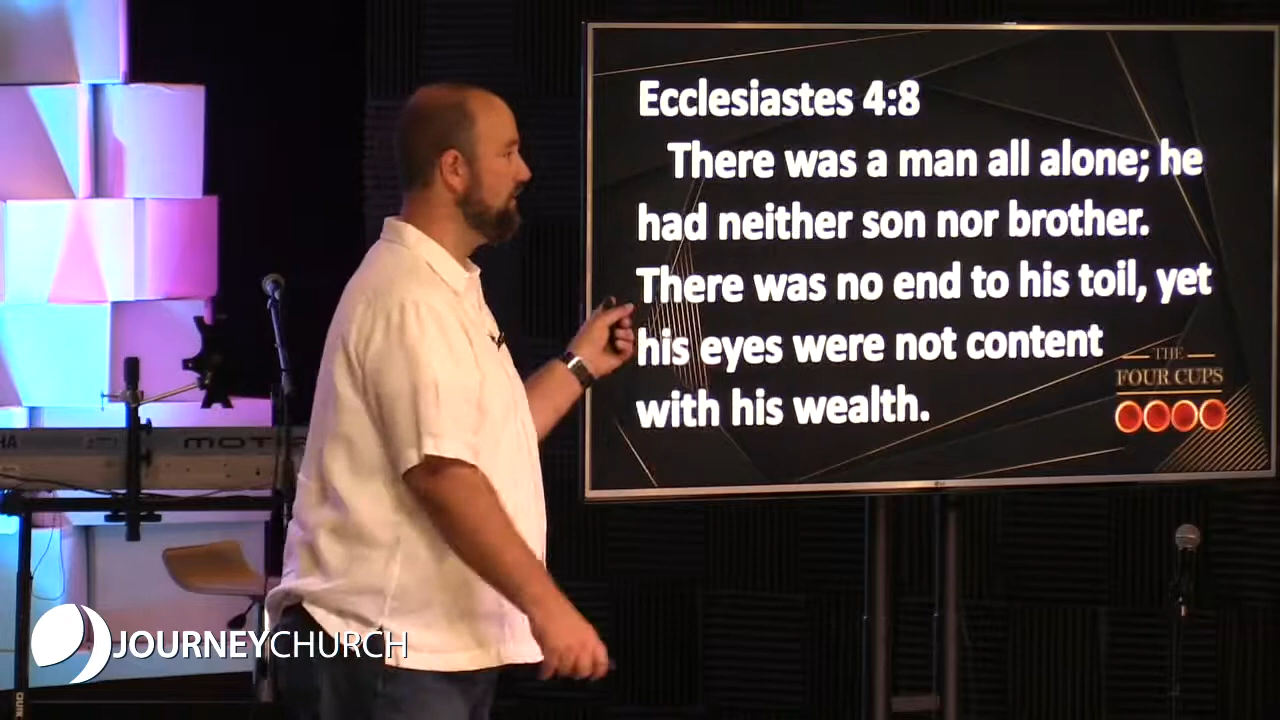 Ecclesiastes 4:8
There was a man all alone; he
had neither son nor brother.
There was no end to his toil, yet
his eyes were not content
with his wealth.
THE
FOUR CUPS
JOURNEYCHURCH